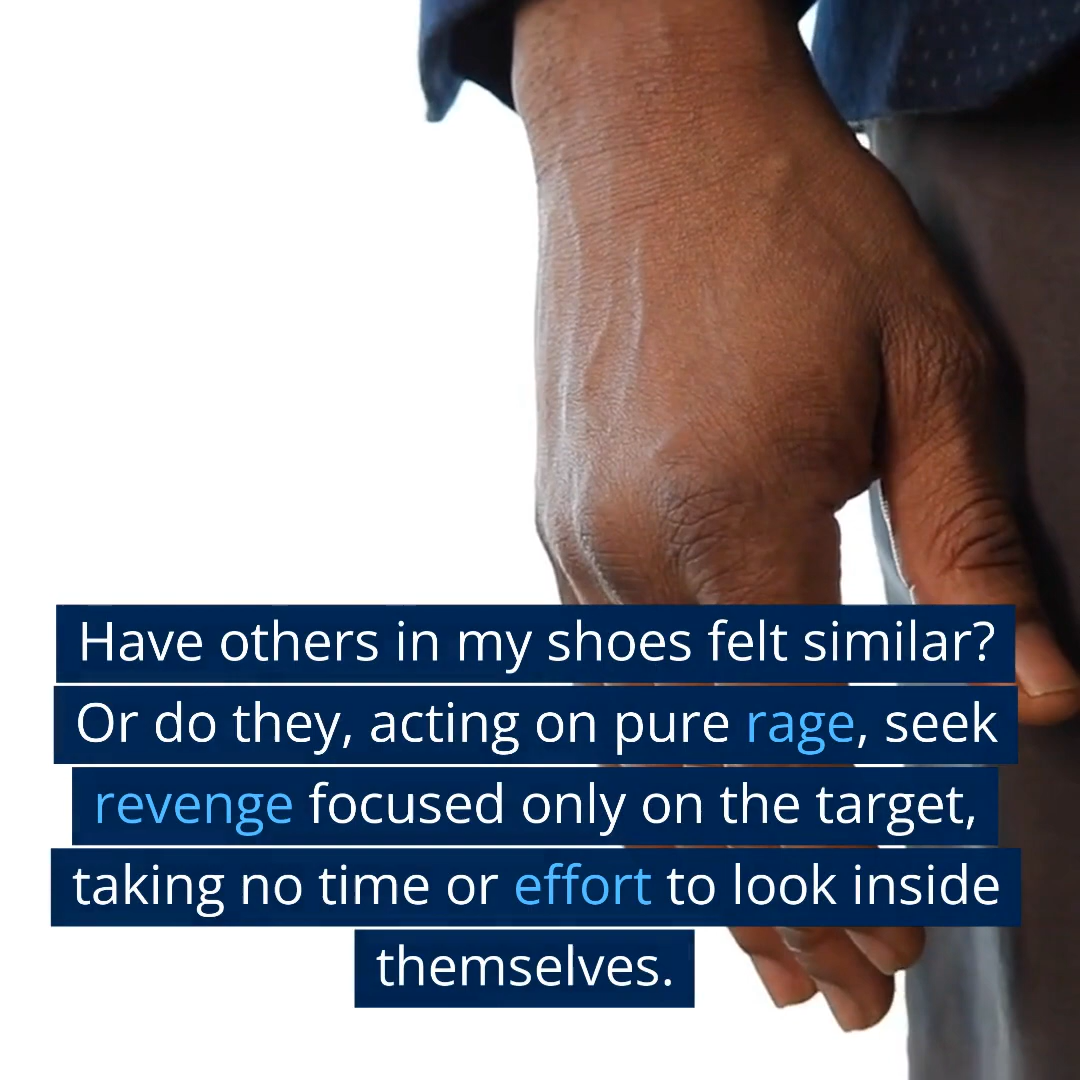 Have others in my shoes felt similar?
Or do they, acting on pure rage, seek
revenge focused only on the target,
taking no time or effort to look inside
themselves.